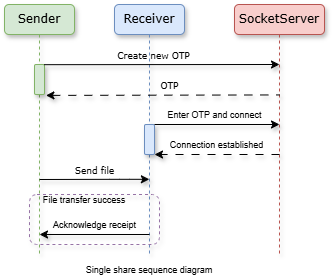 Sender
Receiver
SocketServer
Create new OTP
OTP
Enter OTP and connect
Connection established
Send file
File transfer success
Acknowledge receipt
Single share sequence diagram